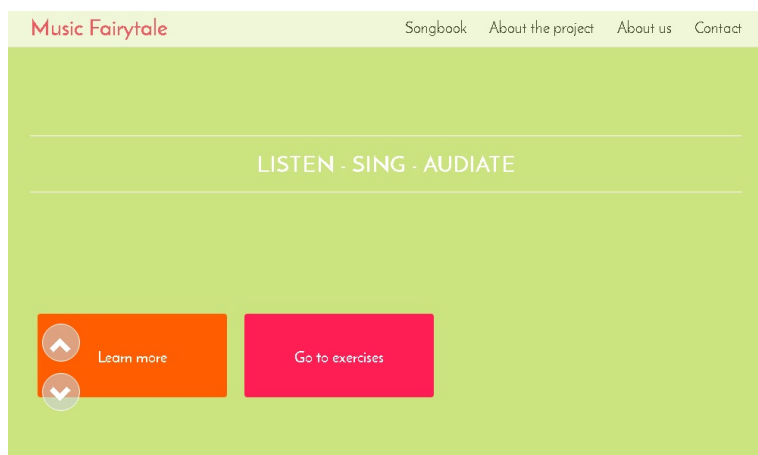 Music Fairytale Songbook About the project About us Contact
LISTEN - SING - AUDIATE
Learn more Go to exercises